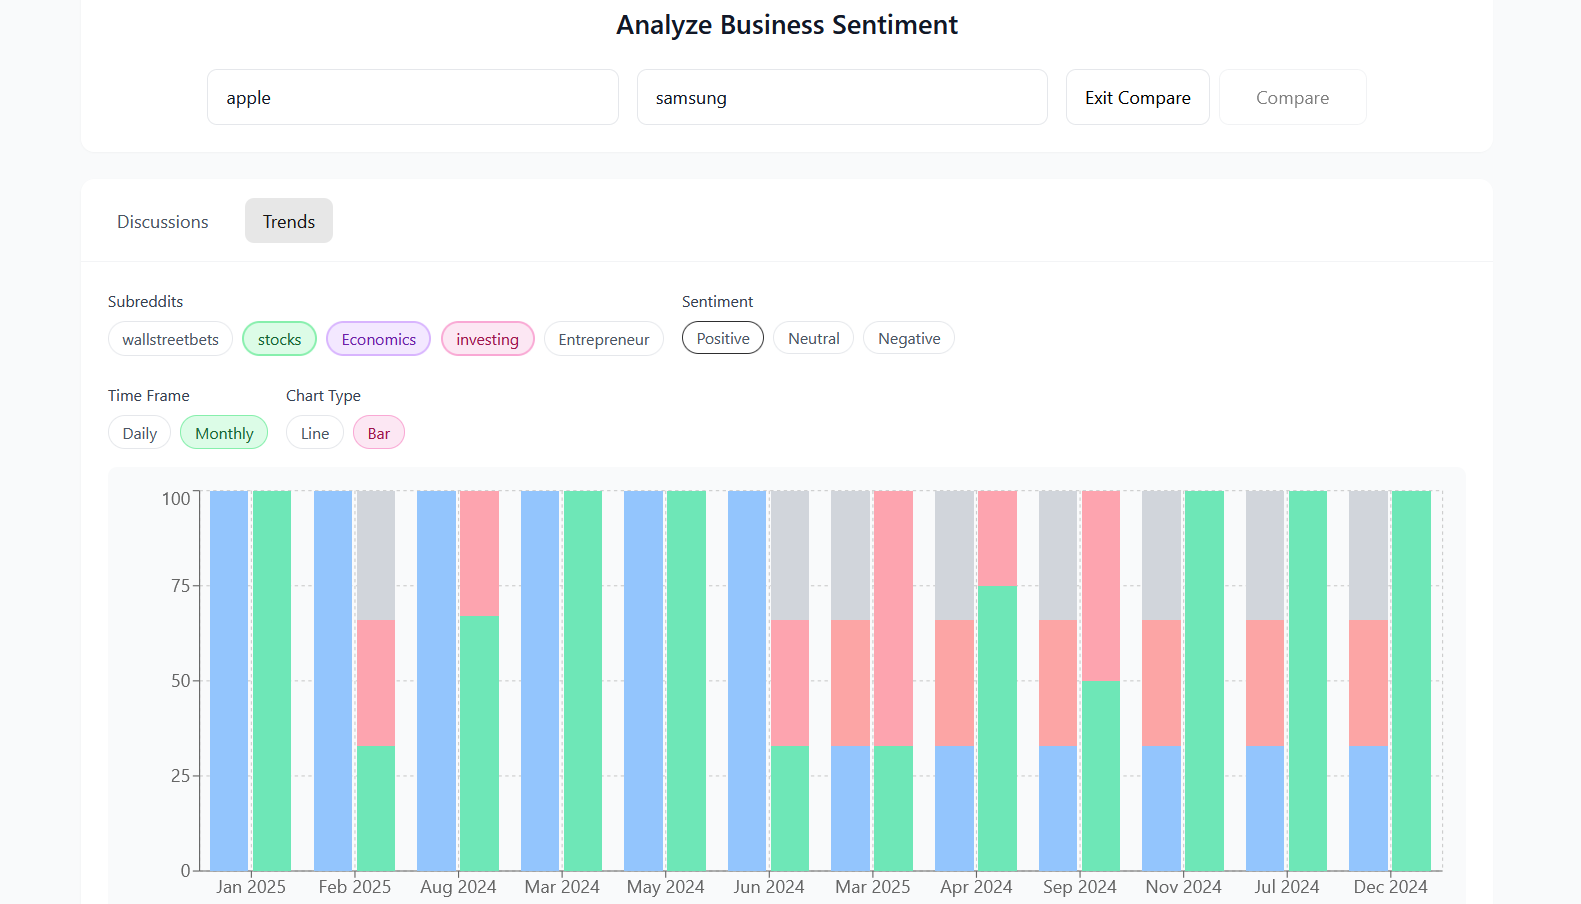 Analyze Business Sentiment
apple
samsung
Exit Compare
Compare
Discussions
Trends
Subreddits
wallstreetbets
stocks
Economics
investing
Entrepreneur
Sentiment
Positive
Neutral
Negative
Time Frame
Daily
Monthly
Chart Type
Line
Bar
100
75
50
25
0
Jan 2025
Feb 2025
Aug 2024
Mar 2024
May 2024
Jun 2024
Mar 2025
Apr 2024
Sep 2024
Nov 2024
Jul 2024
Dec 2024